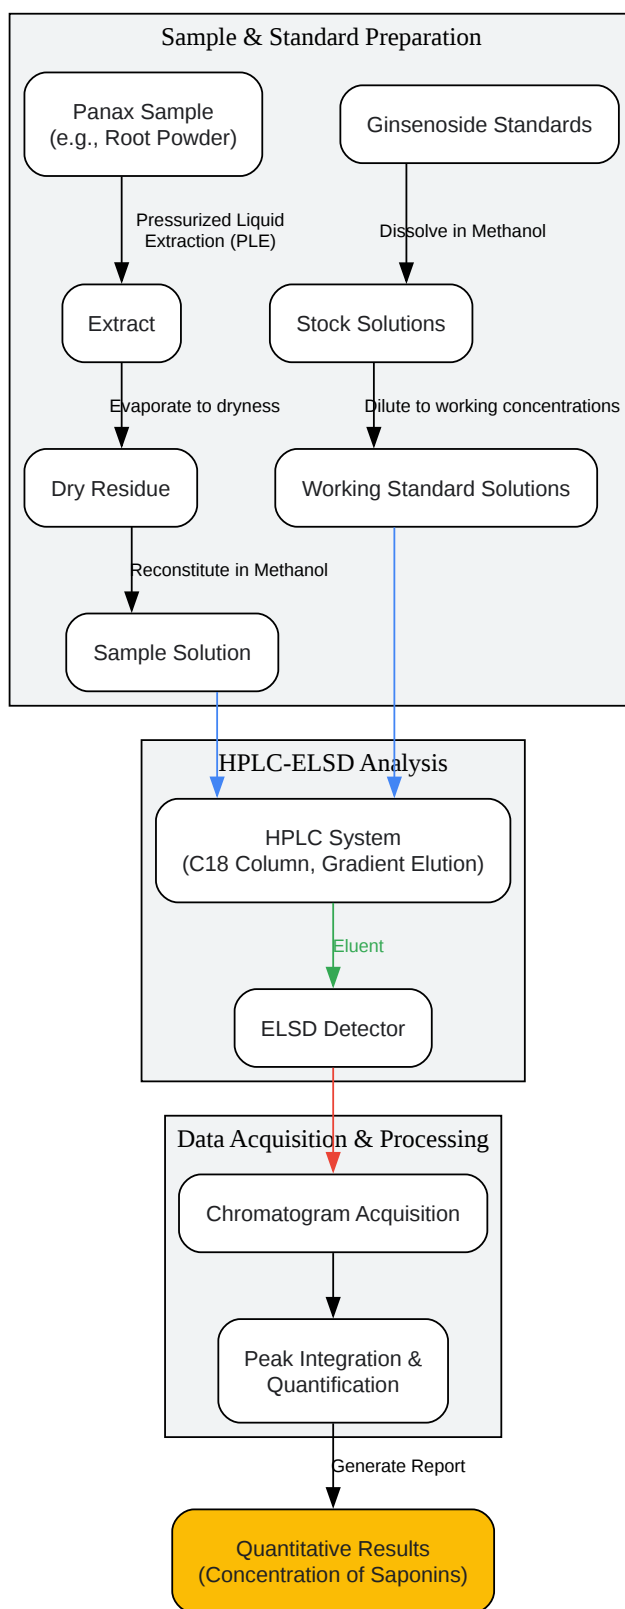 Sample & Standard Preparation
Panax Sample
(e.g., Root Powder)
Ginsenoside Standards
Pressurized Liquid
Extraction (PLE)
Dissolve in Methanol
Extract
Stock Solutions
Evaporate to dryness
Dilute to working concentrations
Dry Residue
Working Standard Solutions
Reconstitute in Methanol
Sample Solution
HPLC-ELSD Analysis
HPLC System
(C18 Column, Gradient Elution)
Eluent
ELSD Detector
Data Acquisition & Processing
Chromatogram Acquisition
Peak Integration &
Quantification
Generate Report
Quantitative Results
(Concentration of Saponins)